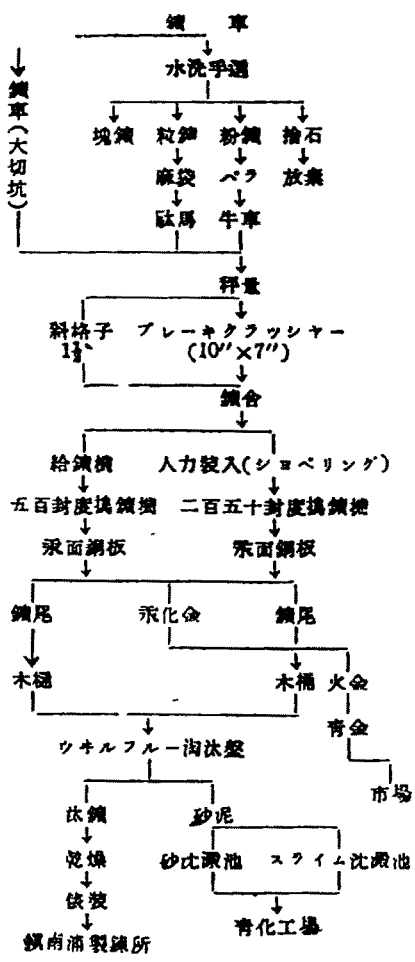 鑛車
水洗手選
鑛車(大切坑)
塊鑛 粒鑛 粉鑛 捨石
麻袋 バラ 放棄
駄馬 牛車
秤量
斜格子 ブレーキクラッシャー
1½" (10″×7″)
鑛舎
給鑛機 人力装入(ショベリング)
五百封度搗鑛機 二百五十封度搗鑛機
汞面銅板 汞面銅板
鑛尾 汞化金 鑛尾
木樋 木樋 火金
青金
ウヰルフルー淘汰盤
市場
汰鑛 砂泥
乾燥 砂沈澱池 スライム沈澱池
俵装 青化工場
鎭南浦製錬所